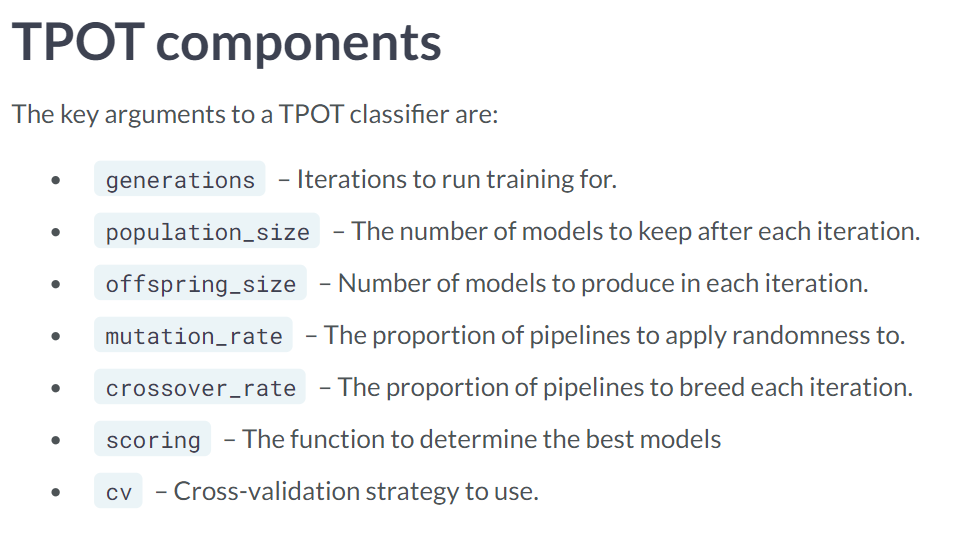 TPOT components
The key arguments to a TPOT classifier are:
• generations – Iterations to run training for.
• population_size – The number of models to keep after each iteration.
• offspring_size – Number of models to produce in each iteration.
• mutation_rate – The proportion of pipelines to apply randomness to.
• crossover_rate – The proportion of pipelines to breed each iteration.
• scoring – The function to determine the best models
• cv – Cross-validation strategy to use.